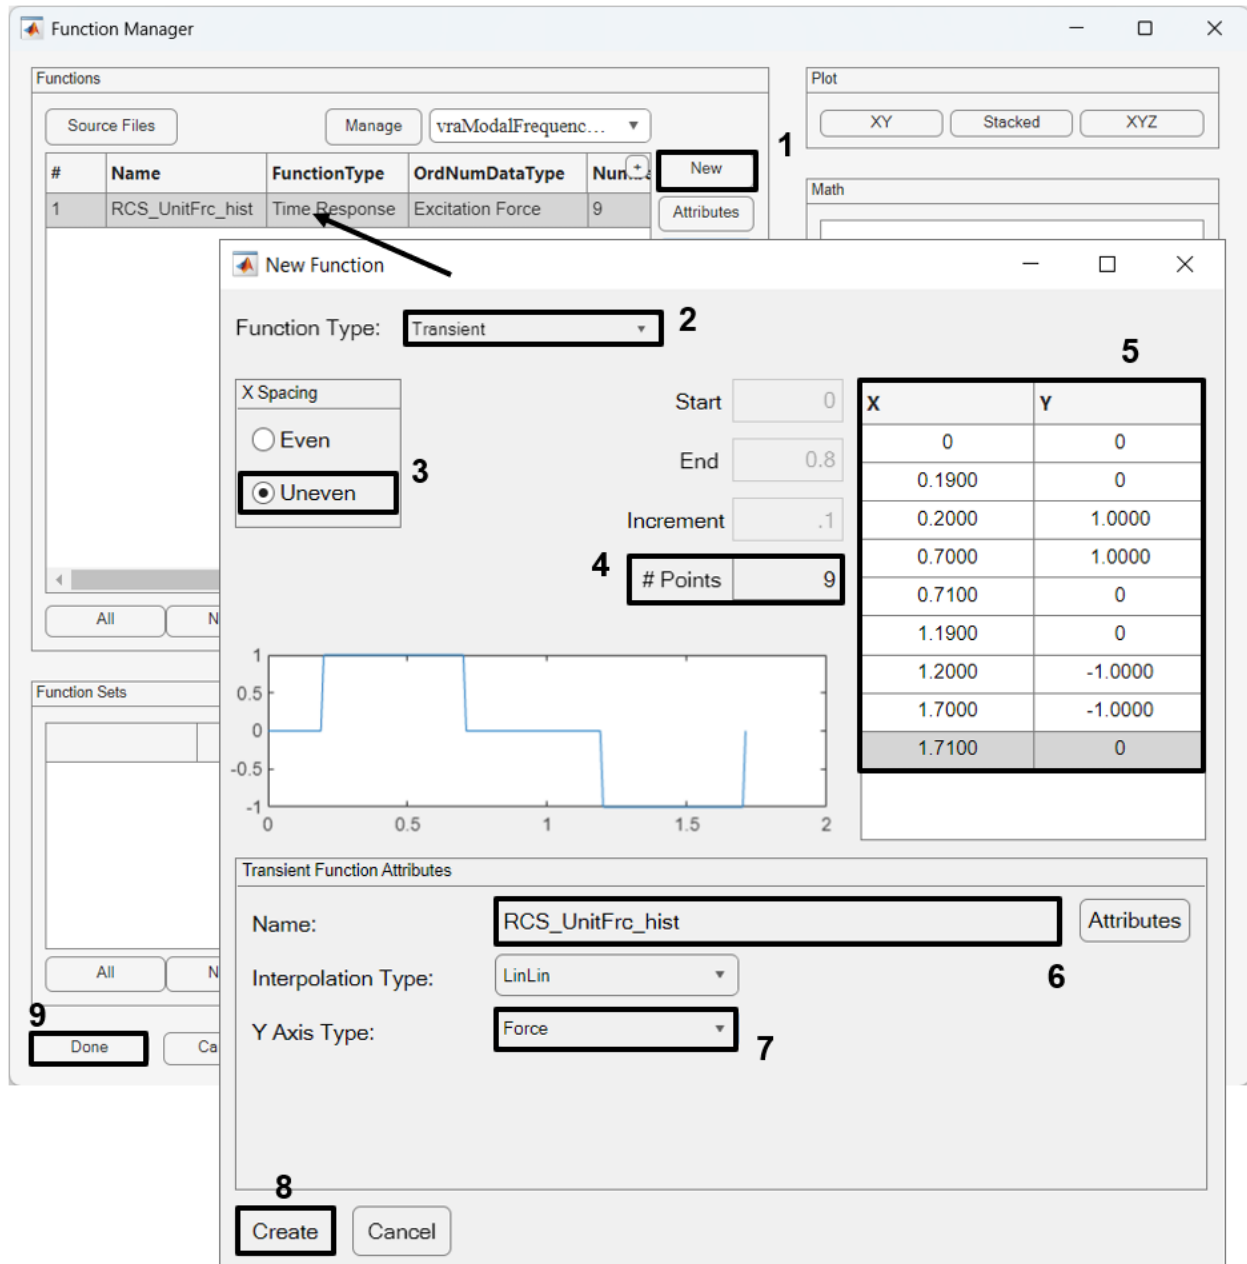 Function Manager
Functions
Plot
Source Files
Manage
vraModalFrequenc...
XY
Stacked
XYZ
1
# Name FunctionType OrdNumDataType
New
Math
1 RCS_UnitFrc_hist Time Response Excitation Force 9
Attributes
New Function
Function Type: Transient 2
5
X Spacing
Start 0
X Y
Even
0 0
3
End 0.8
Uneven
0.1900 0
Increment .1
0.2000 1.0000
4
# Points 9
0.7000 1.0000
0.7100 0
All N
1.1900 0
1.2000 -1.0000
1.7000 -1.0000
1.7100 0
1
0.5
0
-0.5
-1
0 0.5 1 1.5 2
Function Sets
Transient Function Attributes
Name: RCS_UnitFrc_hist Attributes
6
All N
Interpolation Type: LinLin
9
Y Axis Type: Force
7
Done Ca
8
Create Cancel